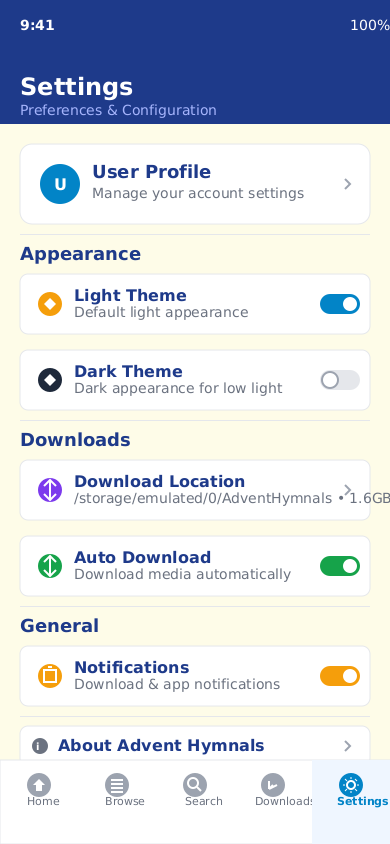 9:41
100%
Settings
Preferences & Configuration
U
User Profile
Manage your account settings
Appearance
Light Theme
Default light appearance
Dark Theme
Dark appearance for low light
Downloads
Download Location
/storage/emulated/0/AdventHymnals • 1.6GB
Auto Download
Download media automatically
General
Notifications
Download & app notifications
i
About Advent Hymnals
Home
Browse
Search
Downloads
Settings